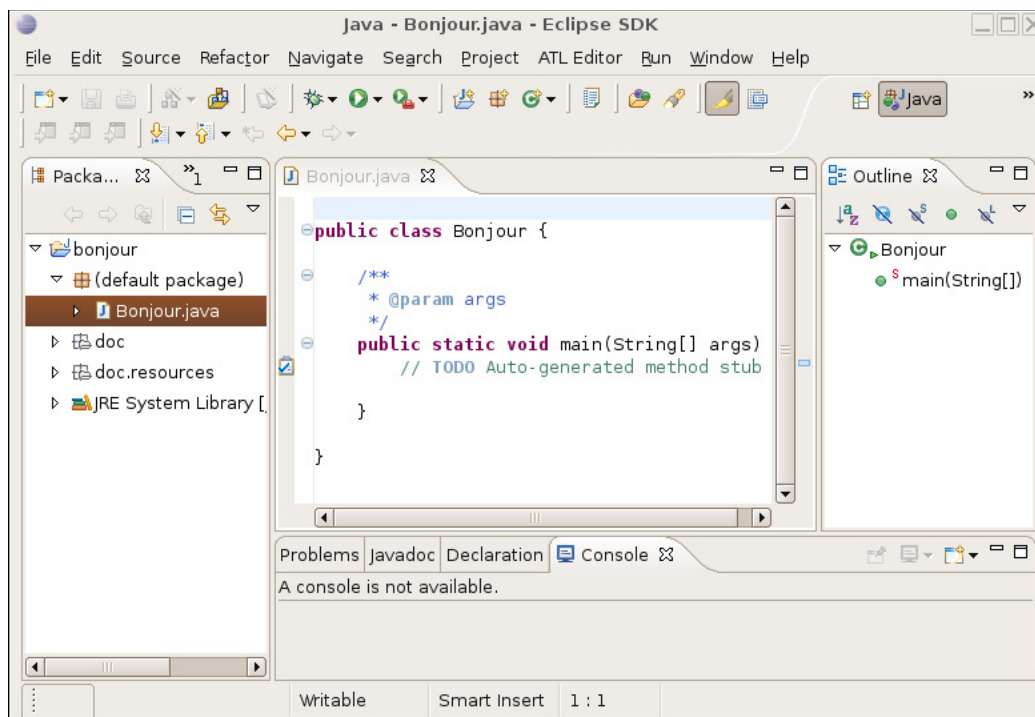 Java - Bonjour.java - Eclipse SDK
File Edit Source Refactor Navigate Search Project ATL Editor Run Window Help
Java »
Packa... »1
Bonjour.java
Outline
bonjour
(default package)
Bonjour.java
doc
doc.resources
JRE System Library [
public class Bonjour {
/**
* @param args
*/
public static void main(String[] args)
// TODO Auto-generated method stub
}
}
Bonjour
main(String[])
Problems Javadoc Declaration Console
A console is not available.
Writable Smart Insert 1 : 1